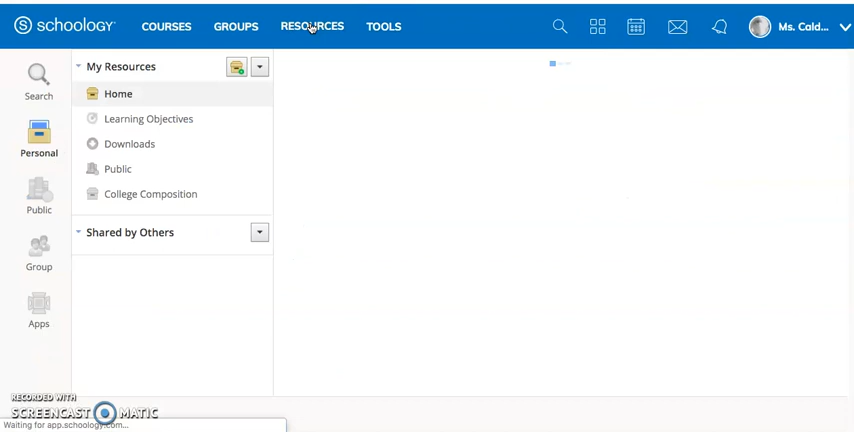 schoology COURSES GROUPS RESOURCES TOOLS Ms. Cald...
Search
Personal
Public
Group
Apps
My Resources
Home
Learning Objectives
Downloads
Public
College Composition
Shared by Others
RECORDED WITH
SCREENCAST MATIC
Waiting for app.schoology.com...